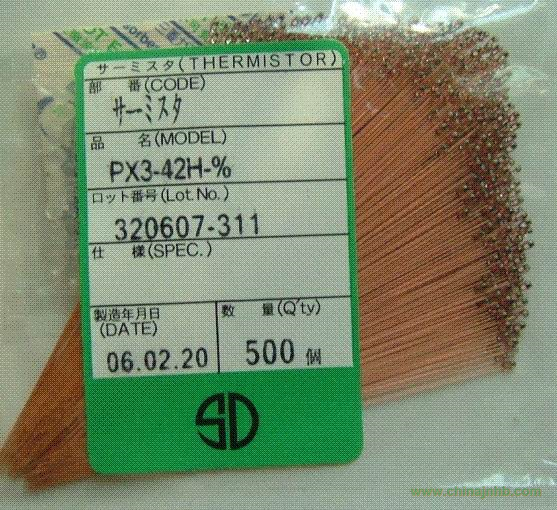 サーミスタ(THERMISTOR)
部 番(CODE)
サーミスタ
品 名(MODEL)
PX3-42H-%
ロット番号(Lot.No.)
320607-311
仕 様(SPEC.)
製造年月日
(DATE)
06.02.20
数 量(Q'ty)
500 個
SD
www.chinajnhb.com